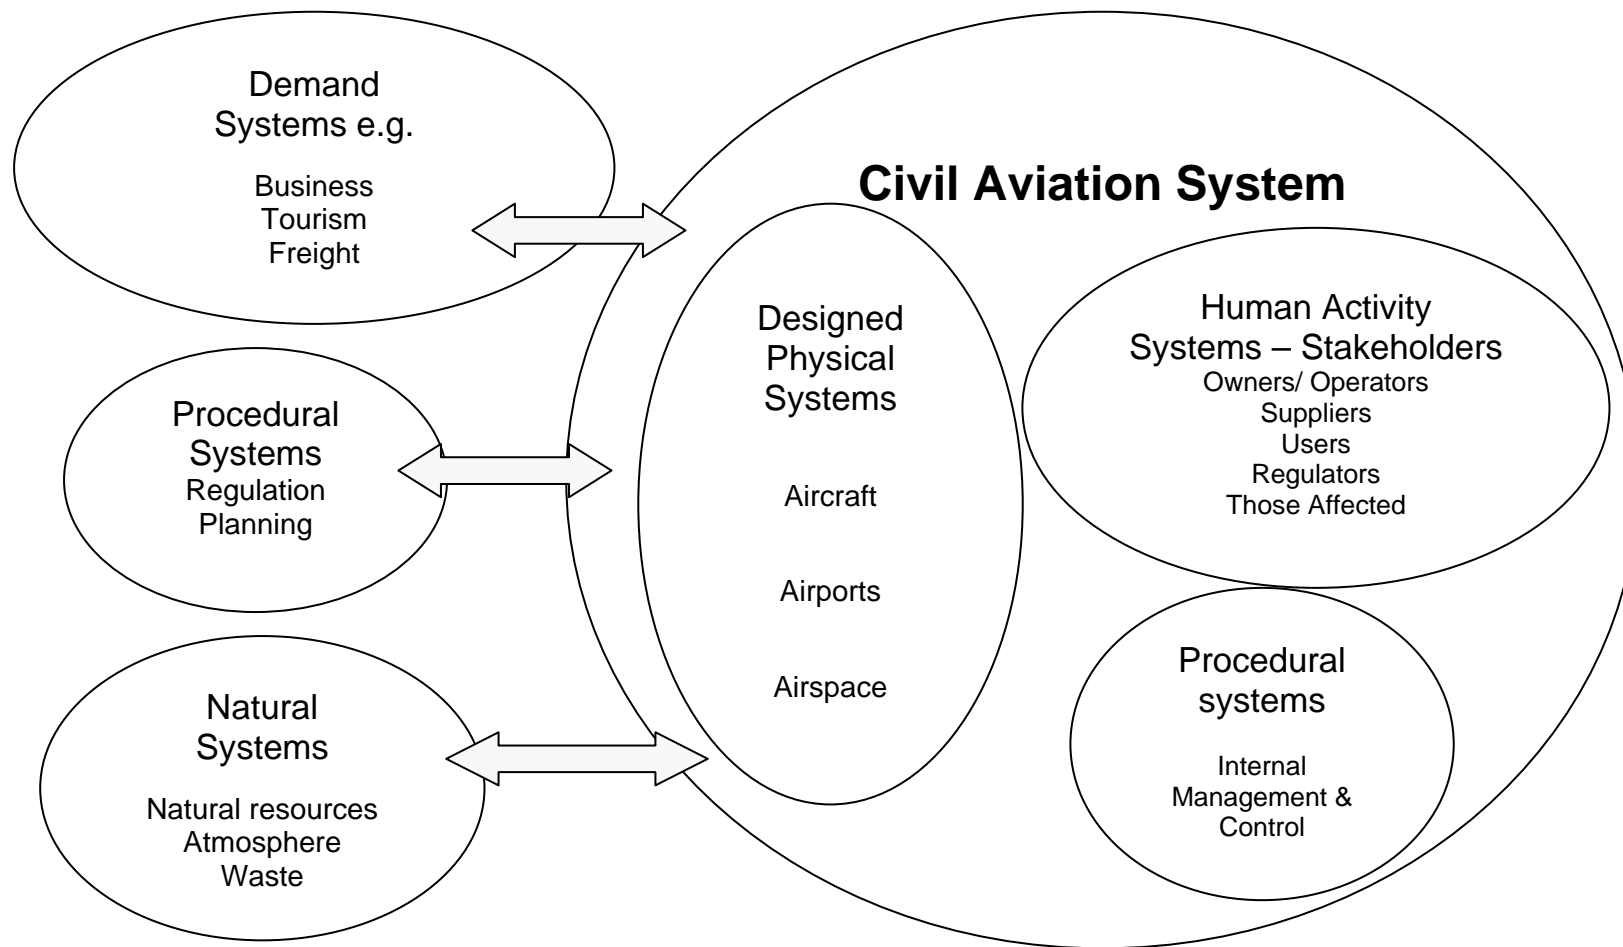 Demand
Systems e.g.
Business
Tourism
Freight
Procedural
Systems
Regulation
Planning
Natural
Systems
Natural resources
Atmosphere
Waste
Civil Aviation System
Designed
Physical
Systems
Aircraft
Airports
Airspace
Human Activity
Systems – Stakeholders
Owners/ Operators
Suppliers
Users
Regulators
Those Affected
Procedural
systems
Internal
Management &
Control